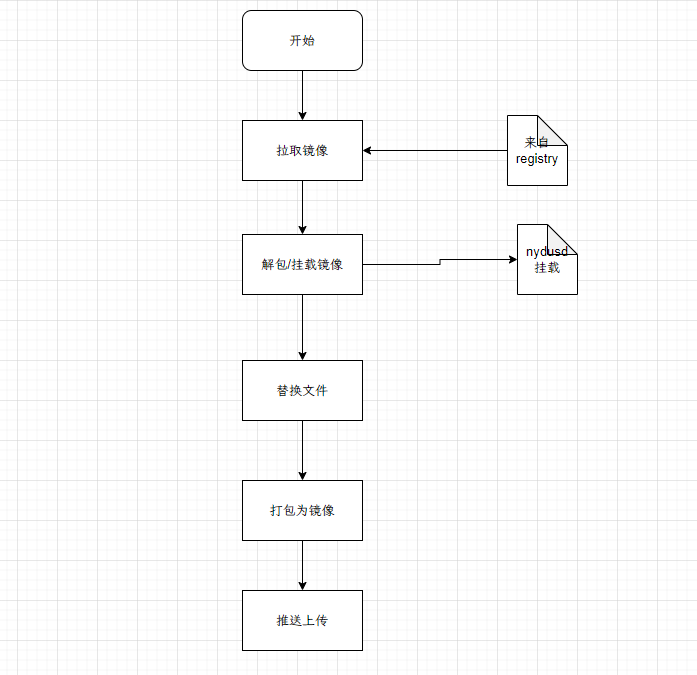 开始
拉取镜像
来自
registry
解包/挂载镜像
nydusd
挂载
替换文件
打包为镜像
推送上传